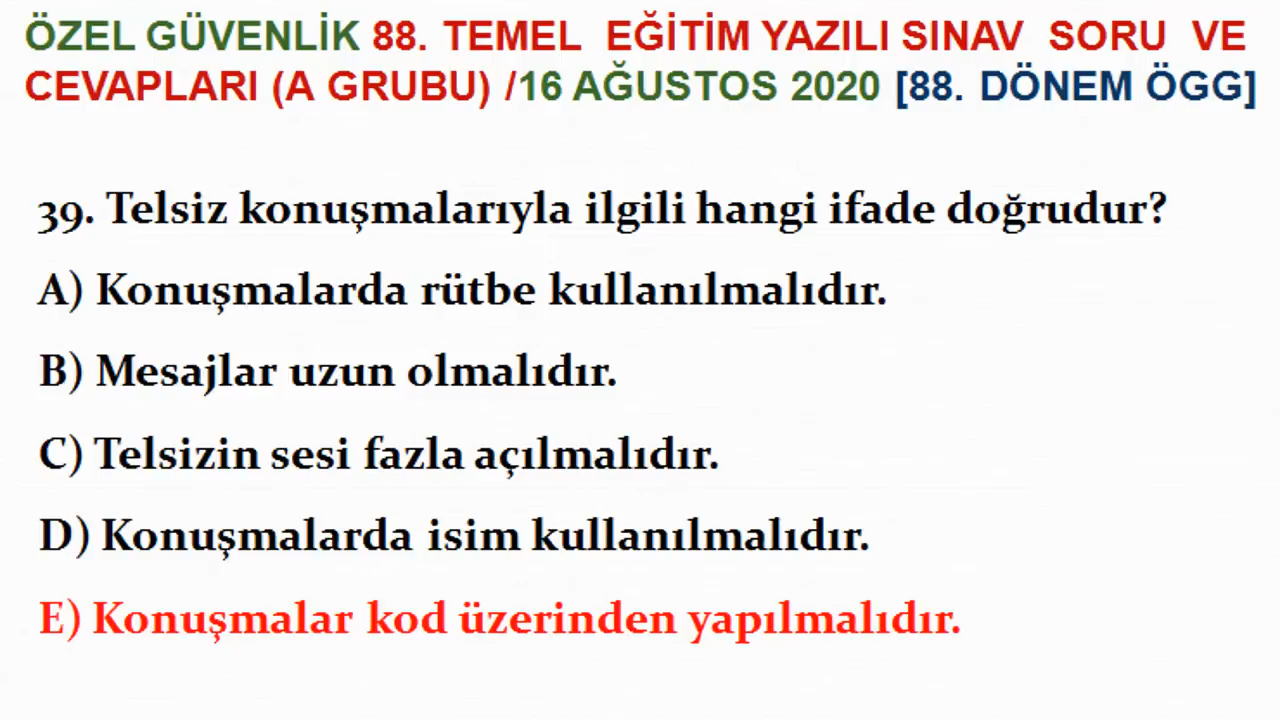 ÖZEL GÜVENLİK 88. TEMEL EĞİTİM YAZILI SINAV SORU VE
CEVAPLARI (A GRUBU) /16 AĞUSTOS 2020 [88. DÖNEM ÖGG]
39. Telsiz konuşmalarıyla ilgili hangi ifade doğrudur?
A) Konuşmalarda rütbe kullanılmalıdır.
B) Mesajlar uzun olmalıdır.
C) Telsizin sesi fazla açılmalıdır.
D) Konuşmalarda isim kullanılmalıdır.
E) Konuşmalar kod üzerinden yapılmalıdır.